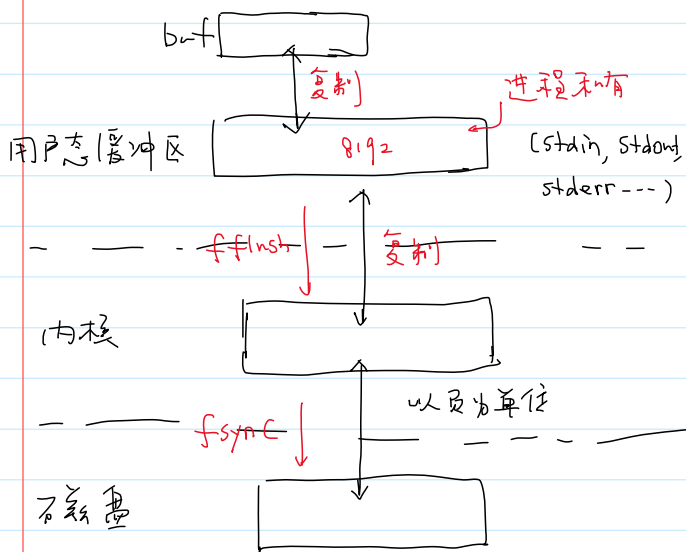 buf
复制
进程私有
用户态缓冲区
8192
(stdin, stdout,
stderr ---)
fflush
复制
内核
以页为单位
fsync
磁盘